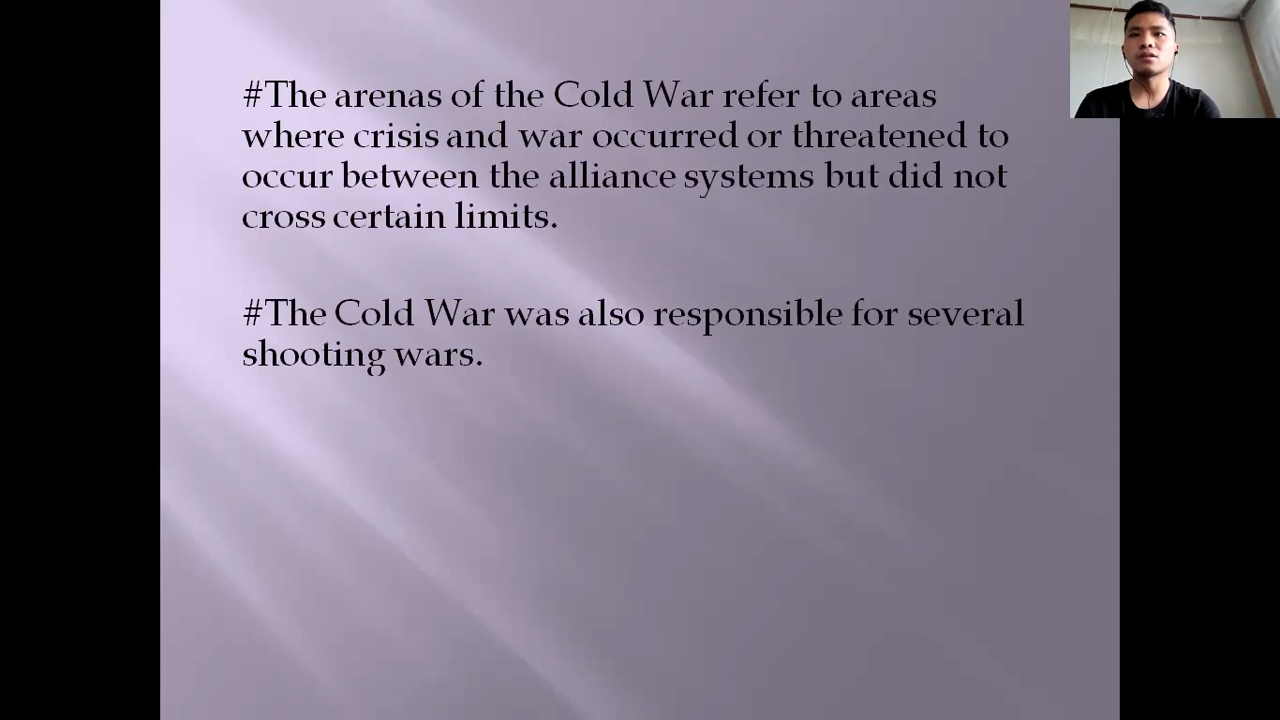 #The arenas of the Cold War refer to areas
where crisis and war occurred or threatened to
occur between the alliance systems but did not
cross certain limits.
#The Cold War was also responsible for several
shooting wars.